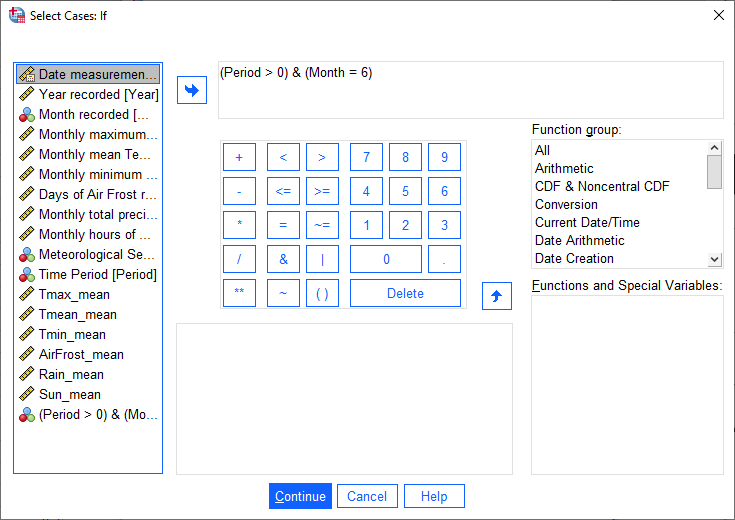 Select Cases: If
Date measuremen...
Year recorded [Year]
Month recorded [...
Monthly maximum...
Monthly mean Te...
Monthly minimum ...
Days of Air Frost r...
Monthly total preci...
Monthly hours of ...
Meteorological Se...
Time Period [Period]
Tmax_mean
Tmean_mean
Tmin_mean
AirFrost_mean
Rain_mean
Sun_mean
(Period > 0) & (Mo...
(Period > 0) & (Month = 6)
+ < > 7 8 9
- <= >= 4 5 6
* = ~= 1 2 3
/ & | 0 .
** ~ ( ) Delete
Function group:
All
Arithmetic
CDF & Noncentral CDF
Conversion
Current Date/Time
Date Arithmetic
Date Creation
Functions and Special Variables:
Continue Cancel Help